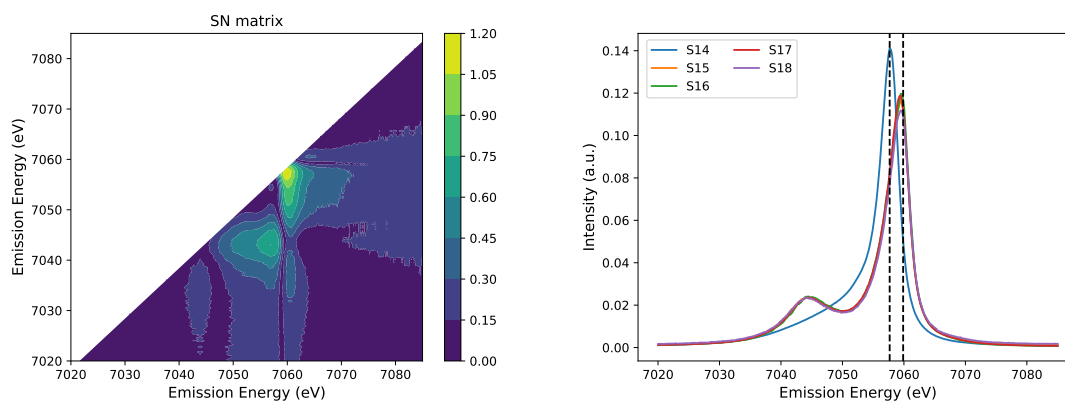 SN matrix
Emission Energy (eV)
7080
7070
7060
7050
7040
7030
7020
7020 7030 7040 7050 7060 7070 7080
Emission Energy (eV)
1.20
1.05
0.90
0.75
0.60
0.45
0.30
0.15
0.00
Intensity (a.u.)
0.14
0.12
0.10
0.08
0.06
0.04
0.02
0.00
S14 S17
S15 S18
S16
7020 7030 7040 7050 7060 7070 7080
Emission Energy (eV)